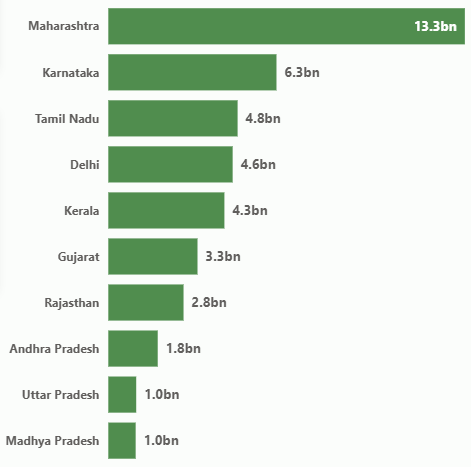 Maharashtra 13.3bn
Karnataka 6.3bn
Tamil Nadu 4.8bn
Delhi 4.6bn
Kerala 4.3bn
Gujarat 3.3bn
Rajasthan 2.8bn
Andhra Pradesh 1.8bn
Uttar Pradesh 1.0bn
Madhya Pradesh 1.0bn